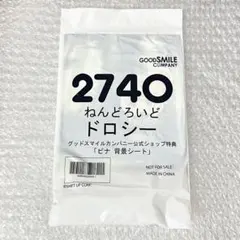 GOODSMILE
COMPANY
2740
ねんどろいど
ドロシー
グッドスマイルカンパニー公式ショップ特典
「ピナ 背景シート」
NOT FOR SALE
MADE IN CHINA